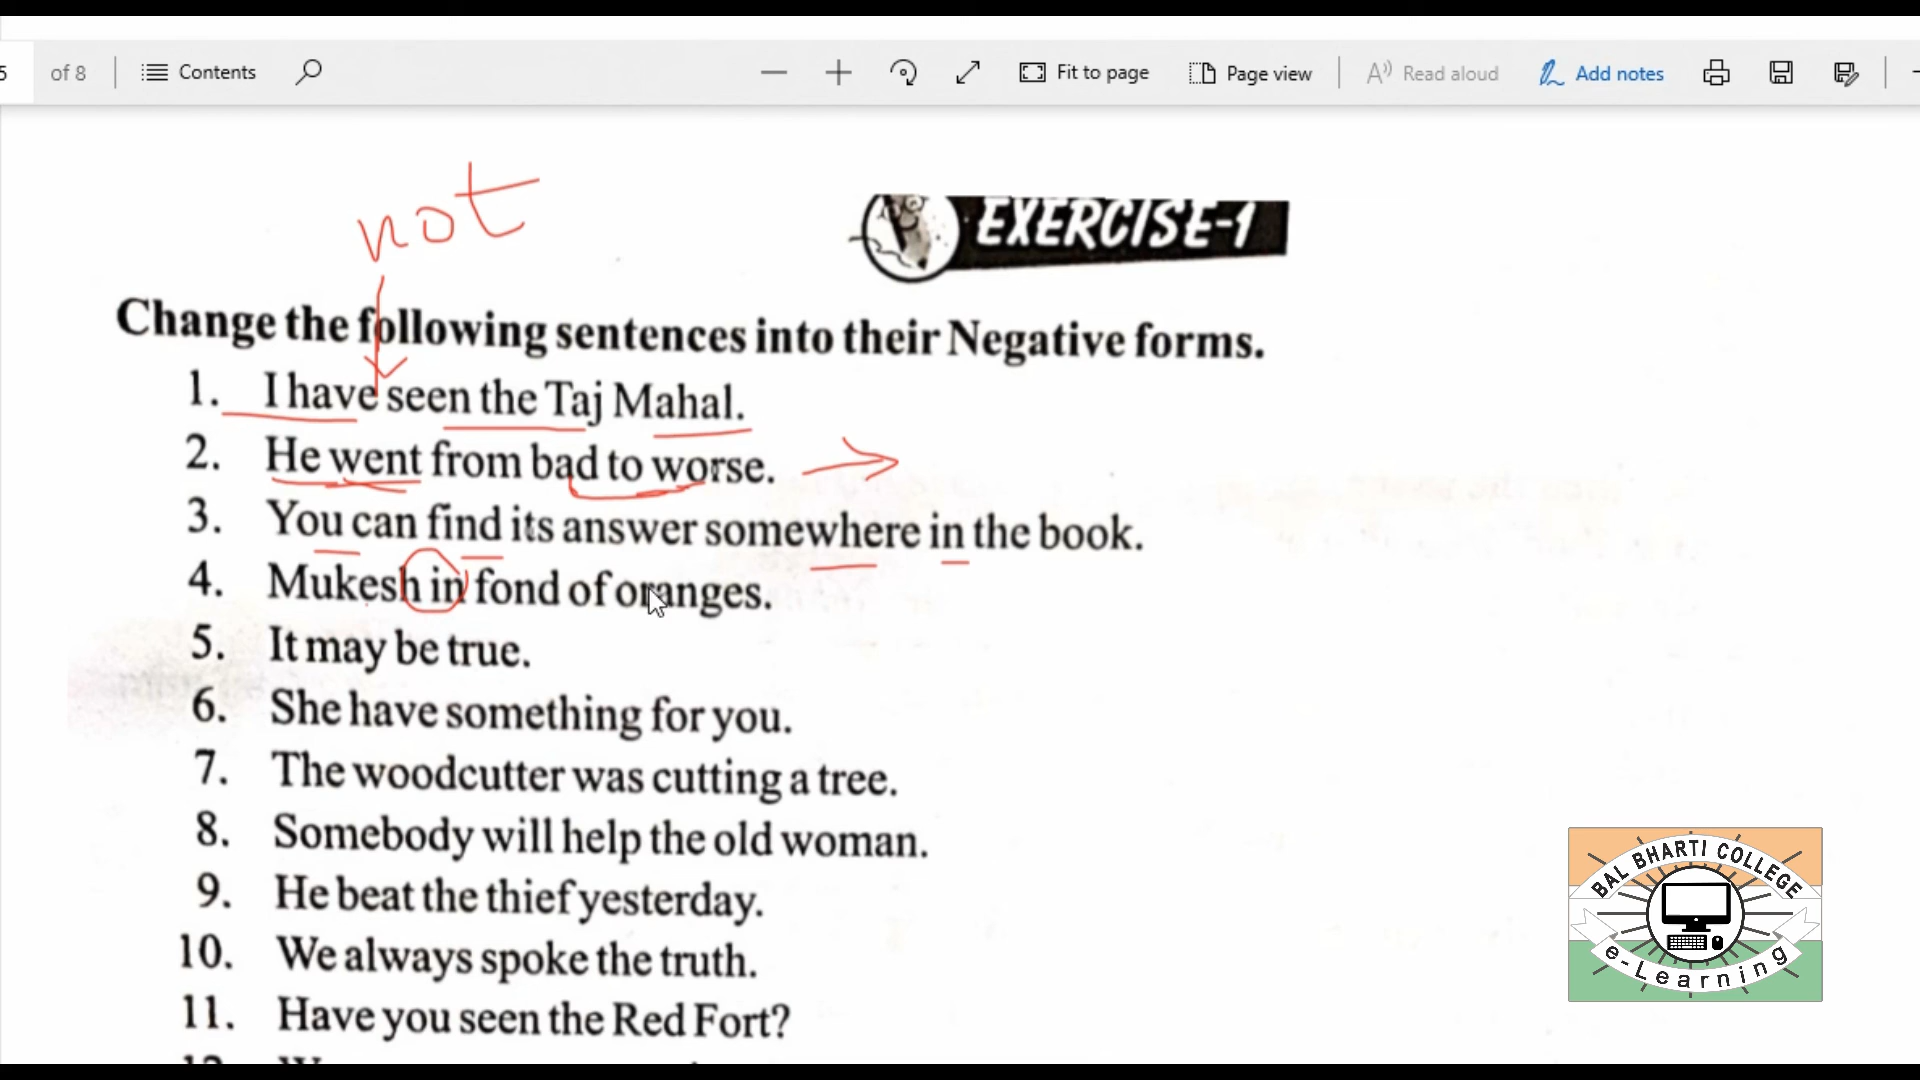 5 of 8 Contents Fit to page Page view Read aloud Add notes
not
EXERCISE-1
Change the following sentences into their Negative forms.
1. I have seen the Taj Mahal.
2. He went from bad to worse.
3. You can find its answer somewhere in the book.
4. Mukesh in fond of oranges.
5. It may be true.
6. She have something for you.
7. The woodcutter was cutting a tree.
8. Somebody will help the old woman.
BAL BHARTI COLLEGE
9. He beat the thief yesterday.
10. We always spoke the truth.
e-Learning
11. Have you seen the Red Fort?